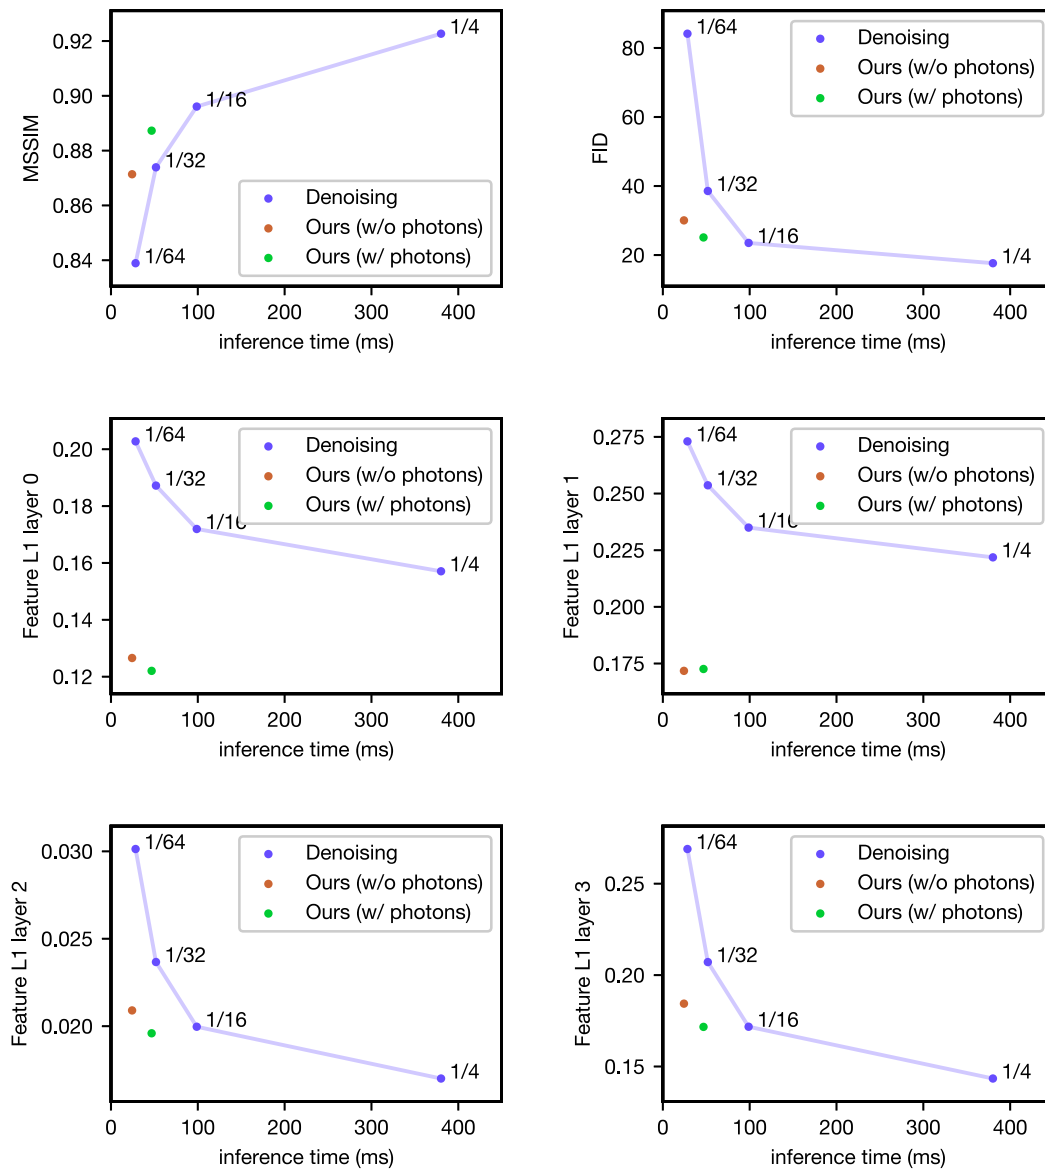 0.92
0.90
0.88
0.86
0.84
MSSIM
1/4
1/16
1/32
1/64
Denoising
Ours (w/o photons)
Ours (w/ photons)
0 100 200 300 400
inference time (ms)
80
60
40
20
FID
1/64
1/32
1/16
1/4
Denoising
Ours (w/o photons)
Ours (w/ photons)
0 100 200 300 400
inference time (ms)
0.20
0.18
0.16
0.14
0.12
Feature L1 layer 0
1/64
1/32
1/16
1/4
Denoising
Ours (w/o photons)
Ours (w/ photons)
0 100 200 300 400
inference time (ms)
0.275
0.250
0.225
0.200
0.175
Feature L1 layer 1
1/64
1/32
1/16
1/4
Denoising
Ours (w/o photons)
Ours (w/ photons)
0 100 200 300 400
inference time (ms)
0.030
0.025
0.020
Feature L1 layer 2
1/64
1/32
1/16
1/4
Denoising
Ours (w/o photons)
Ours (w/ photons)
0 100 200 300 400
inference time (ms)
0.25
0.20
0.15
Feature L1 layer 3
1/64
1/32
1/16
1/4
Denoising
Ours (w/o photons)
Ours (w/ photons)
0 100 200 300 400
inference time (ms)